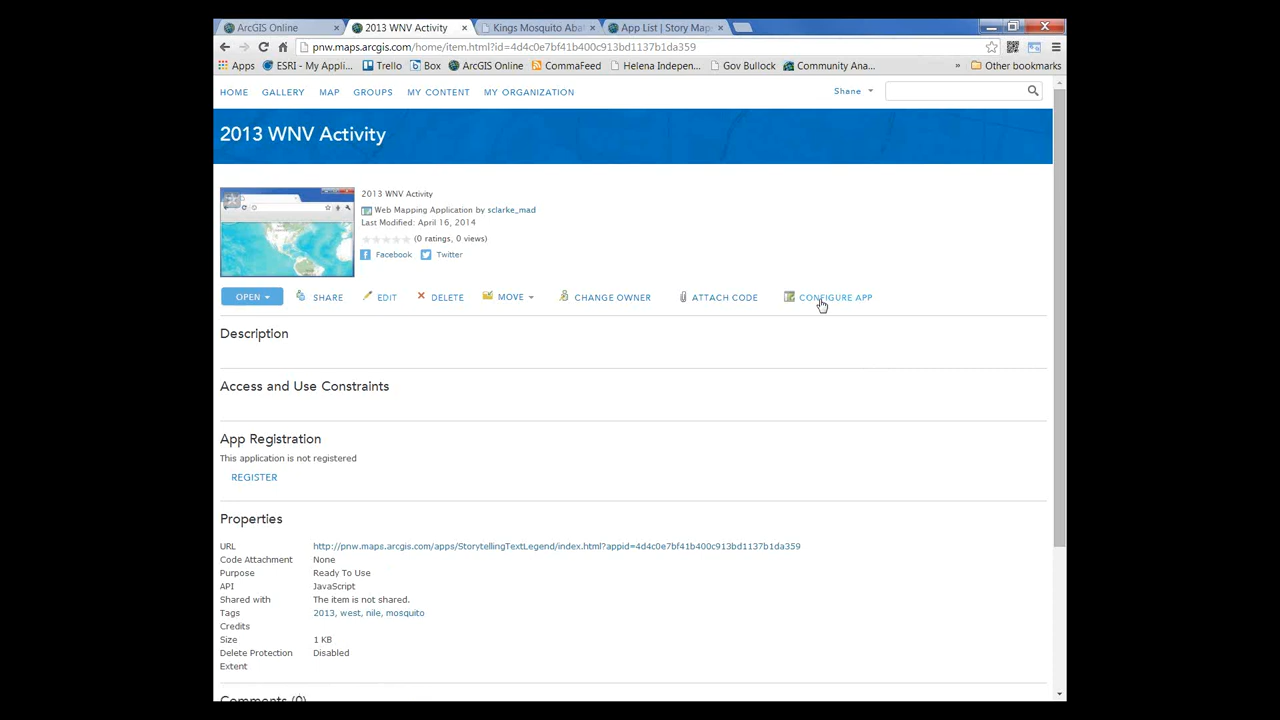 ArcGIS Online
2013 WNV Activity
Kings Mosquito Aba
App List | Story Map
pnw.maps.arcgis.com/home/item.html?id=4d4c0e7bf41b400c913bd1137b1da359
Apps ESRI - My Appli... Trello Box ArcGIS Online CommaFeed Helena Indepen... Gov Bullock Community Ana... » Other bookmarks
HOME GALLERY MAP GROUPS MY CONTENT MY ORGANIZATION Shane
2013 WNV Activity
2013 WNV Activity
Web Mapping Application by sclarke_mad
Last Modified: April 16, 2014
(0 ratings, 0 views)
Facebook Twitter
OPEN SHARE EDIT DELETE MOVE CHANGE OWNER ATTACH CODE CONFIGURE APP
Description
Access and Use Constraints
App Registration
This application is not registered
REGISTER
Properties
URL http://pnw.maps.arcgis.com/apps/StorytellingTextLegend/index.html?appid=4d4c0e7bf41b400c913bd1137b1da359
Code Attachment None
Purpose Ready To Use
API JavaScript
Shared with The item is not shared.
Tags 2013, west, nile, mosquito
Credits
Size 1 KB
Delete Protection Disabled
Extent
Comments (0)